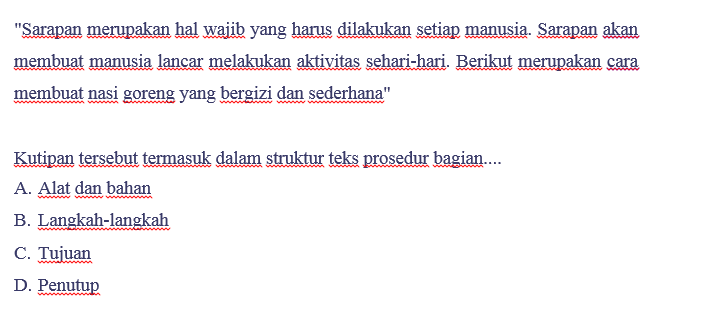 "Sarapan merupakan hal wajib yang harus dilakukan setiap manusia. Sarapan akan
membuat manusia lancar melakukan aktivitas sehari-hari. Berikut merupakan cara
membuat nasi goreng yang bergizi dan sederhana"
Kutipan tersebut termasuk dalam struktur teks prosedur bagian....
A. Alat dan bahan
B. Langkah-langkah
C. Tujuan
D. Penutup